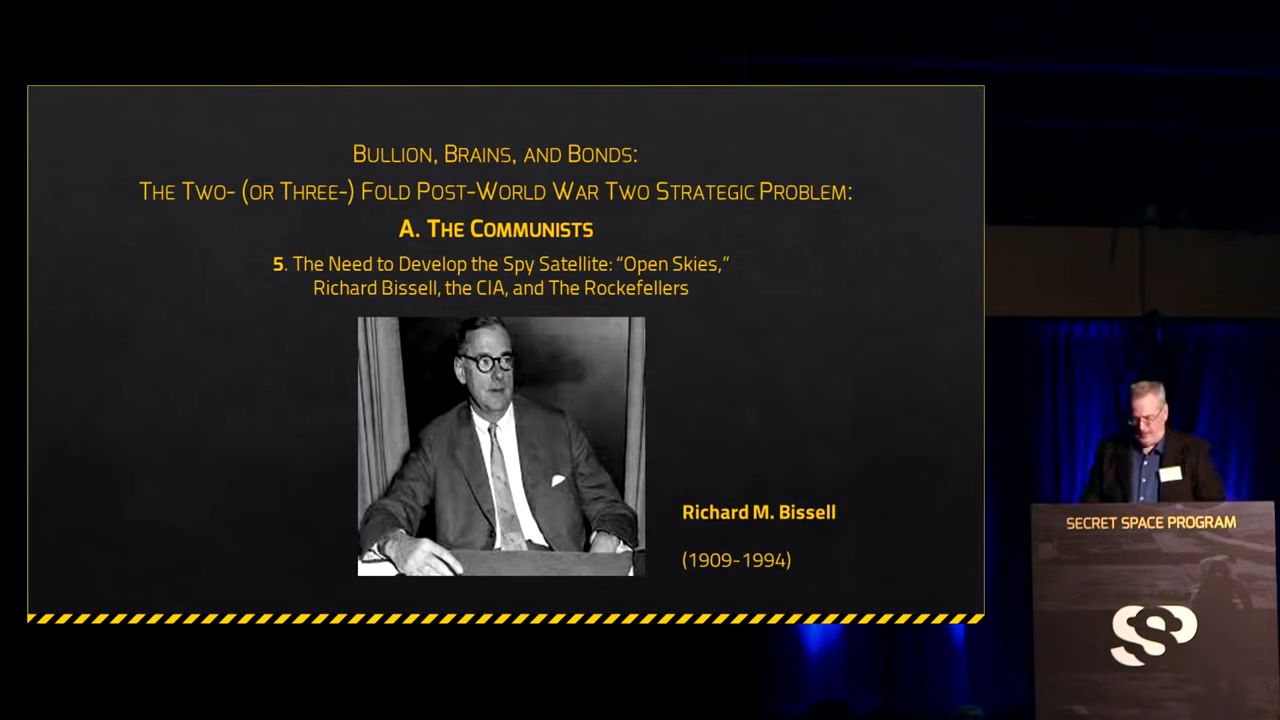 BULLION, BRAINS, AND BONDS:
THE TWO- (OR THREE-) FOLD POST-WORLD WAR TWO STRATEGIC PROBLEM:
A. THE COMMUNISTS
5. The Need to Develop the Spy Satellite: “Open Skies,”
Richard Bissell, the CIA, and The Rockefellers
Richard M. Bissell
(1909-1994)
SECRET SPACE PROGRAM
SSP